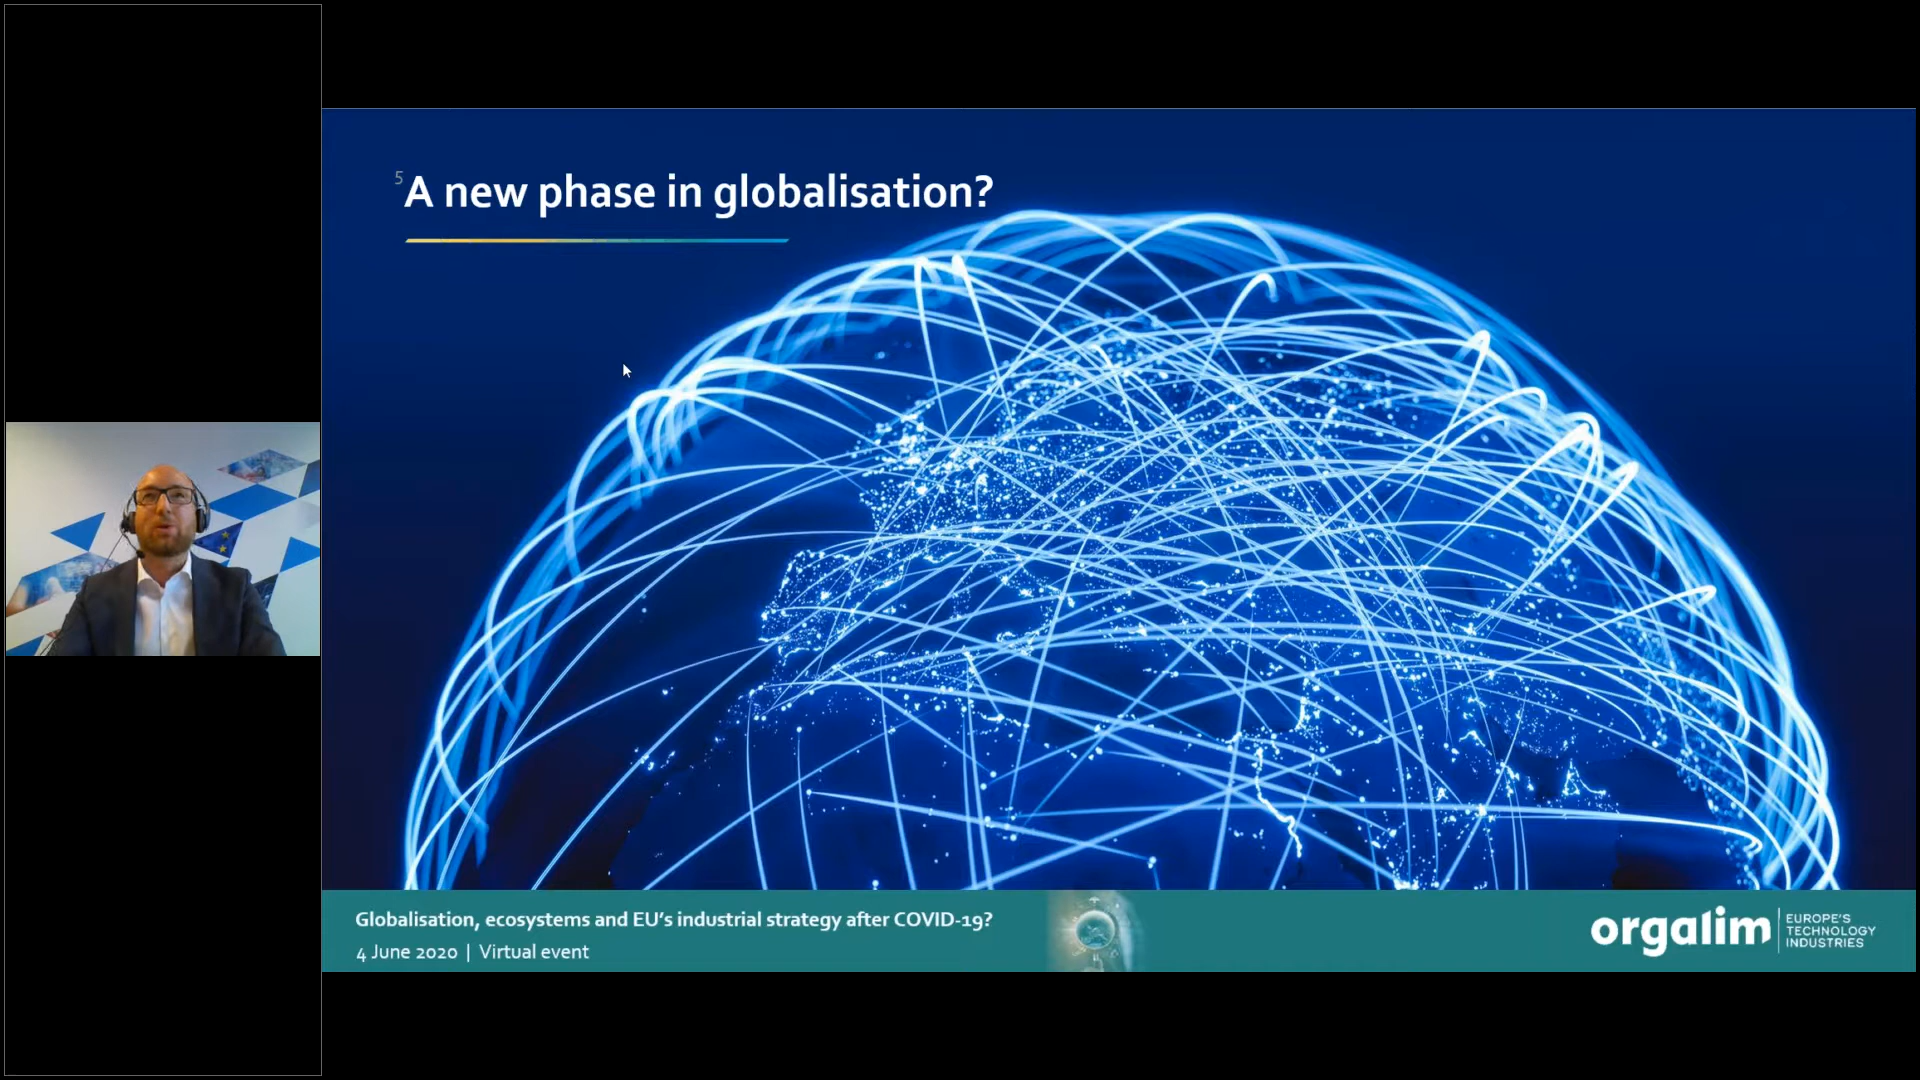 5
A new phase in globalisation?
Globalisation, ecosystems and EU's industrial strategy after COVID-19?
4 June 2020 | Virtual event
orgalim
EUROPE'S
TECHNOLOGY
INDUSTRIES